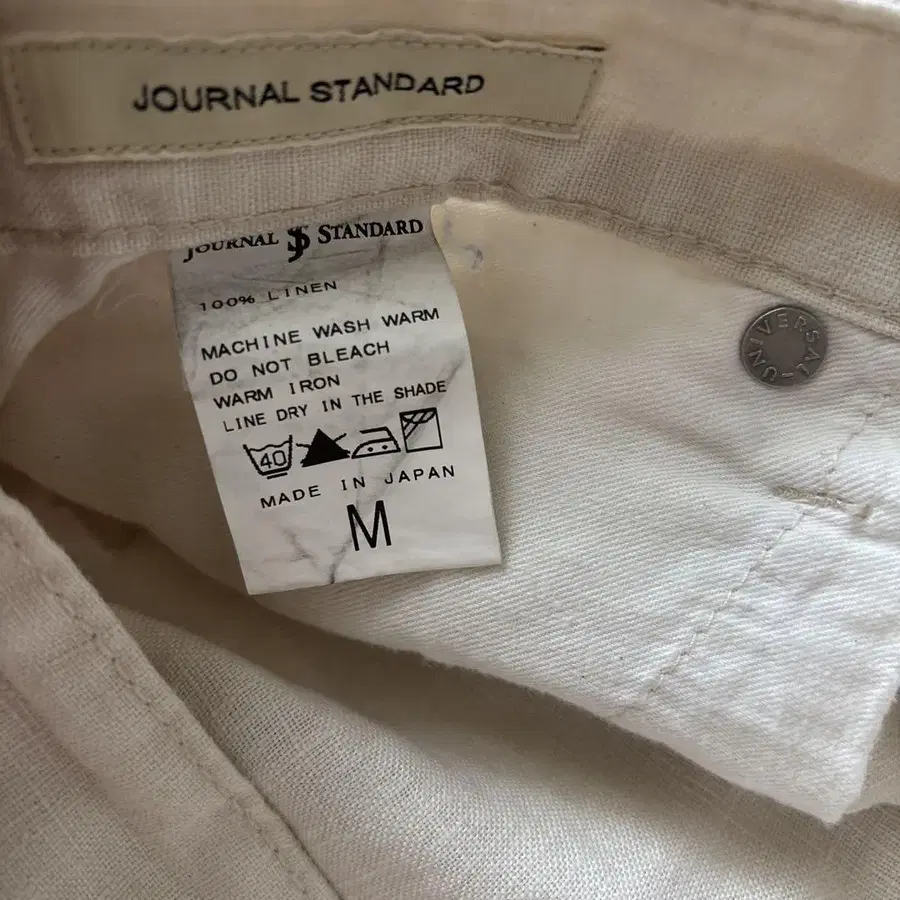 JOURNAL STANDARD
JOURNAL JS STANDARD
100% LINEN
MACHINE WASH WARM
DO NOT BLEACH
WARM IRON
LINE DRY IN THE SHADE
40
MADE IN JAPAN
M
UNIVERSAL